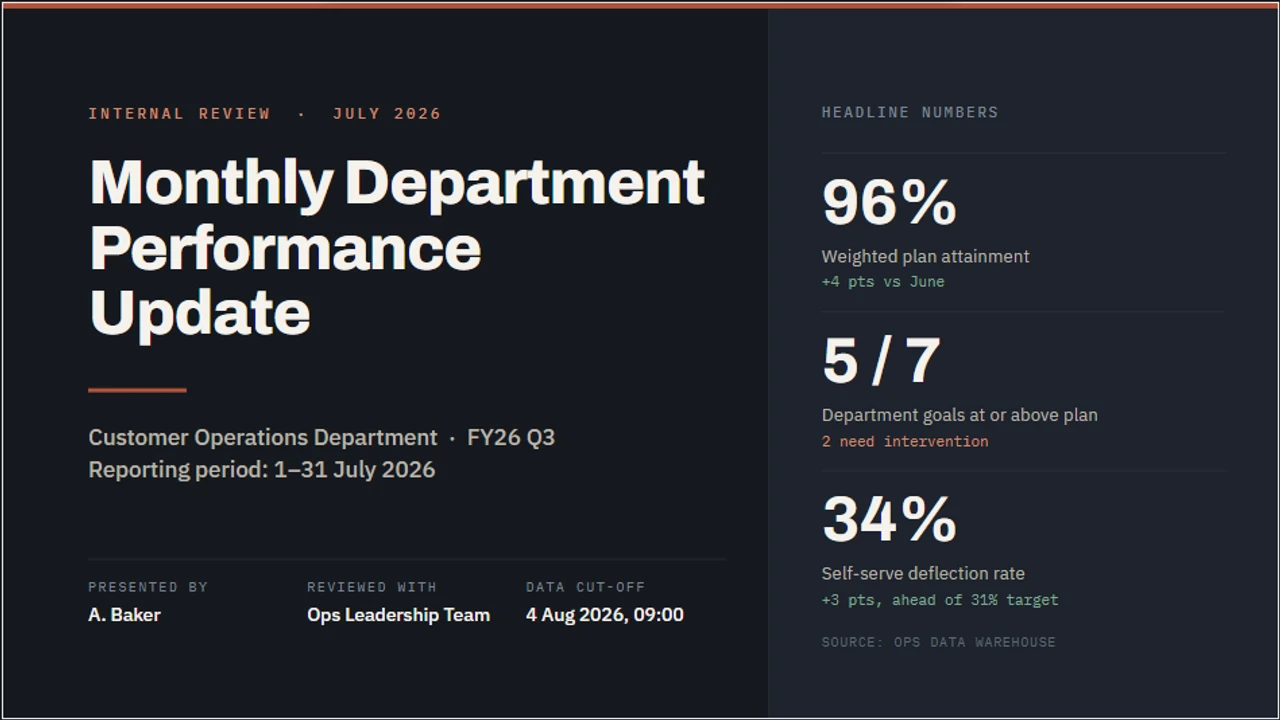 INTERNAL REVIEW · JULY 2026
Monthly Department
Performance
Update
Customer Operations Department · FY26 Q3
Reporting period: 1–31 July 2026
PRESENTED BY
A. Baker
REVIEWED WITH
Ops Leadership Team
DATA CUT-OFF
4 Aug 2026, 09:00
HEADLINE NUMBERS
96%
Weighted plan attainment
+4 pts vs June
5 / 7
Department goals at or above plan
2 need intervention
34%
Self-serve deflection rate
+3 pts, ahead of 31% target
SOURCE: OPS DATA WAREHOUSE